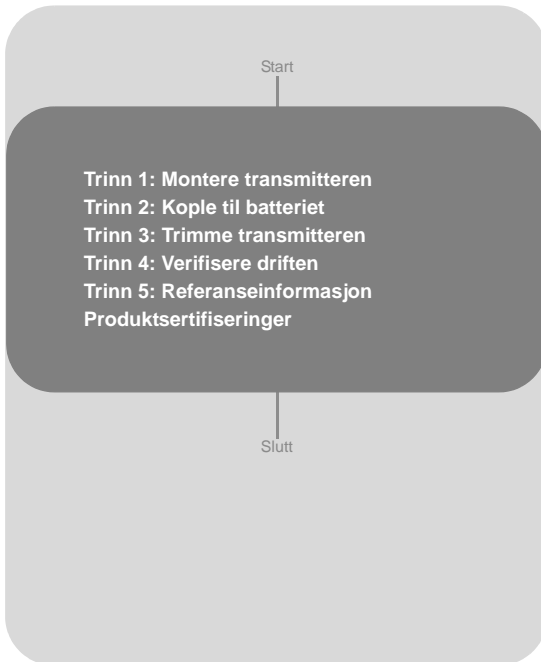 Start
Trinn 1: Montere transmitteren
Trinn 2: Kople til batteriet
Trinn 3: Trimme transmitteren
Trinn 4: Verifisere driften
Trinn 5: Referanseinformasjon
Produktsertifiseringer
Slutt